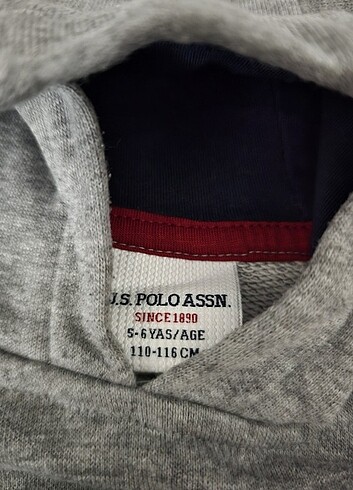 U.S. POLO ASSN.
SINCE 1890
5-6 YAS/AGE
110-116 CM